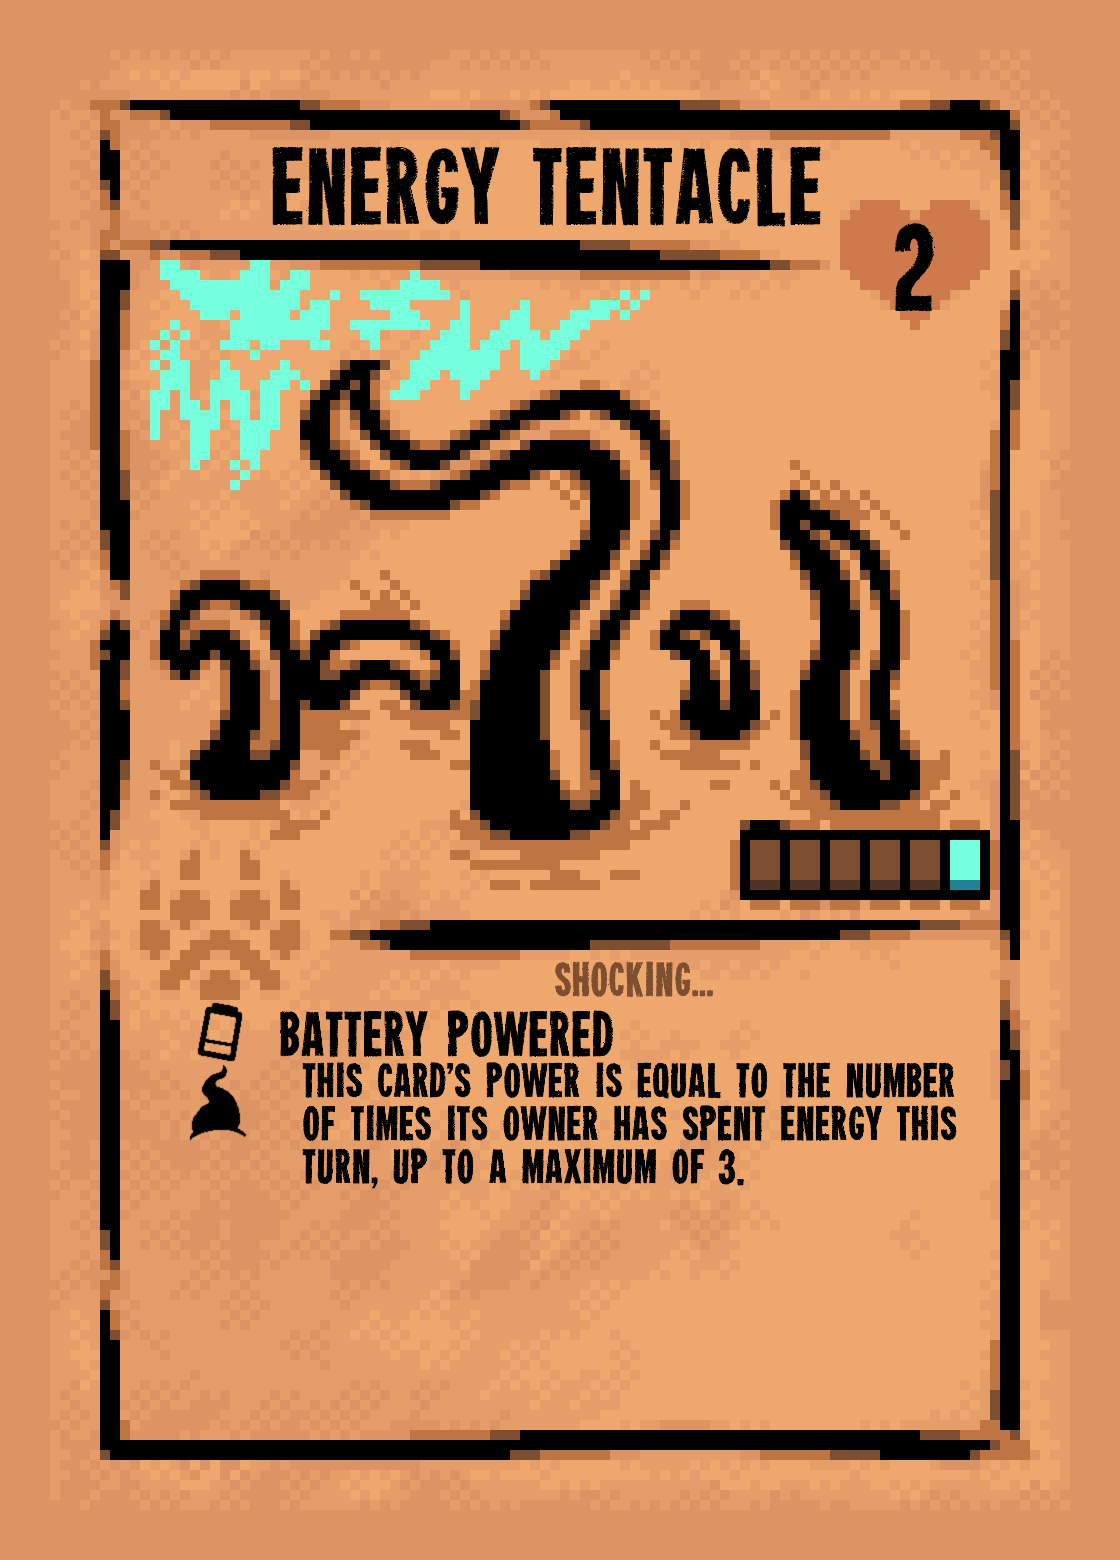 ENERGY TENTACLE
2
SHOCKING...
BATTERY POWERED
THIS CARD'S POWER IS EQUAL TO THE NUMBER
OF TIMES ITS OWNER HAS SPENT ENERGY THIS
TURN, UP TO A MAXIMUM OF 3.